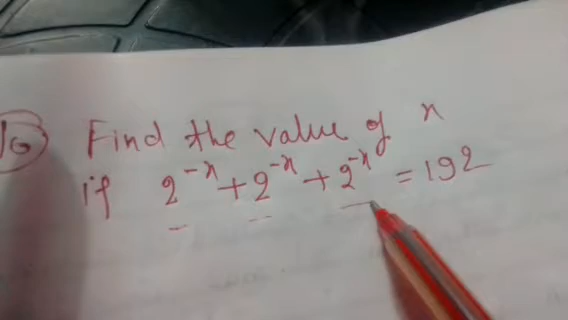 16 Find the value of x
if 2^{-x} + 2^{-x} + 2^{-x} = 192